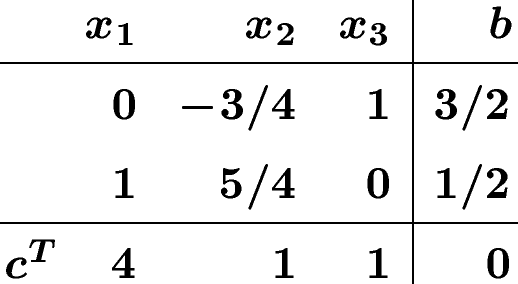 x₁ x₂ x₃ b
0 −3/4 1 3/2
1 5/4 0 1/2
cᵀ 4 1 1 0